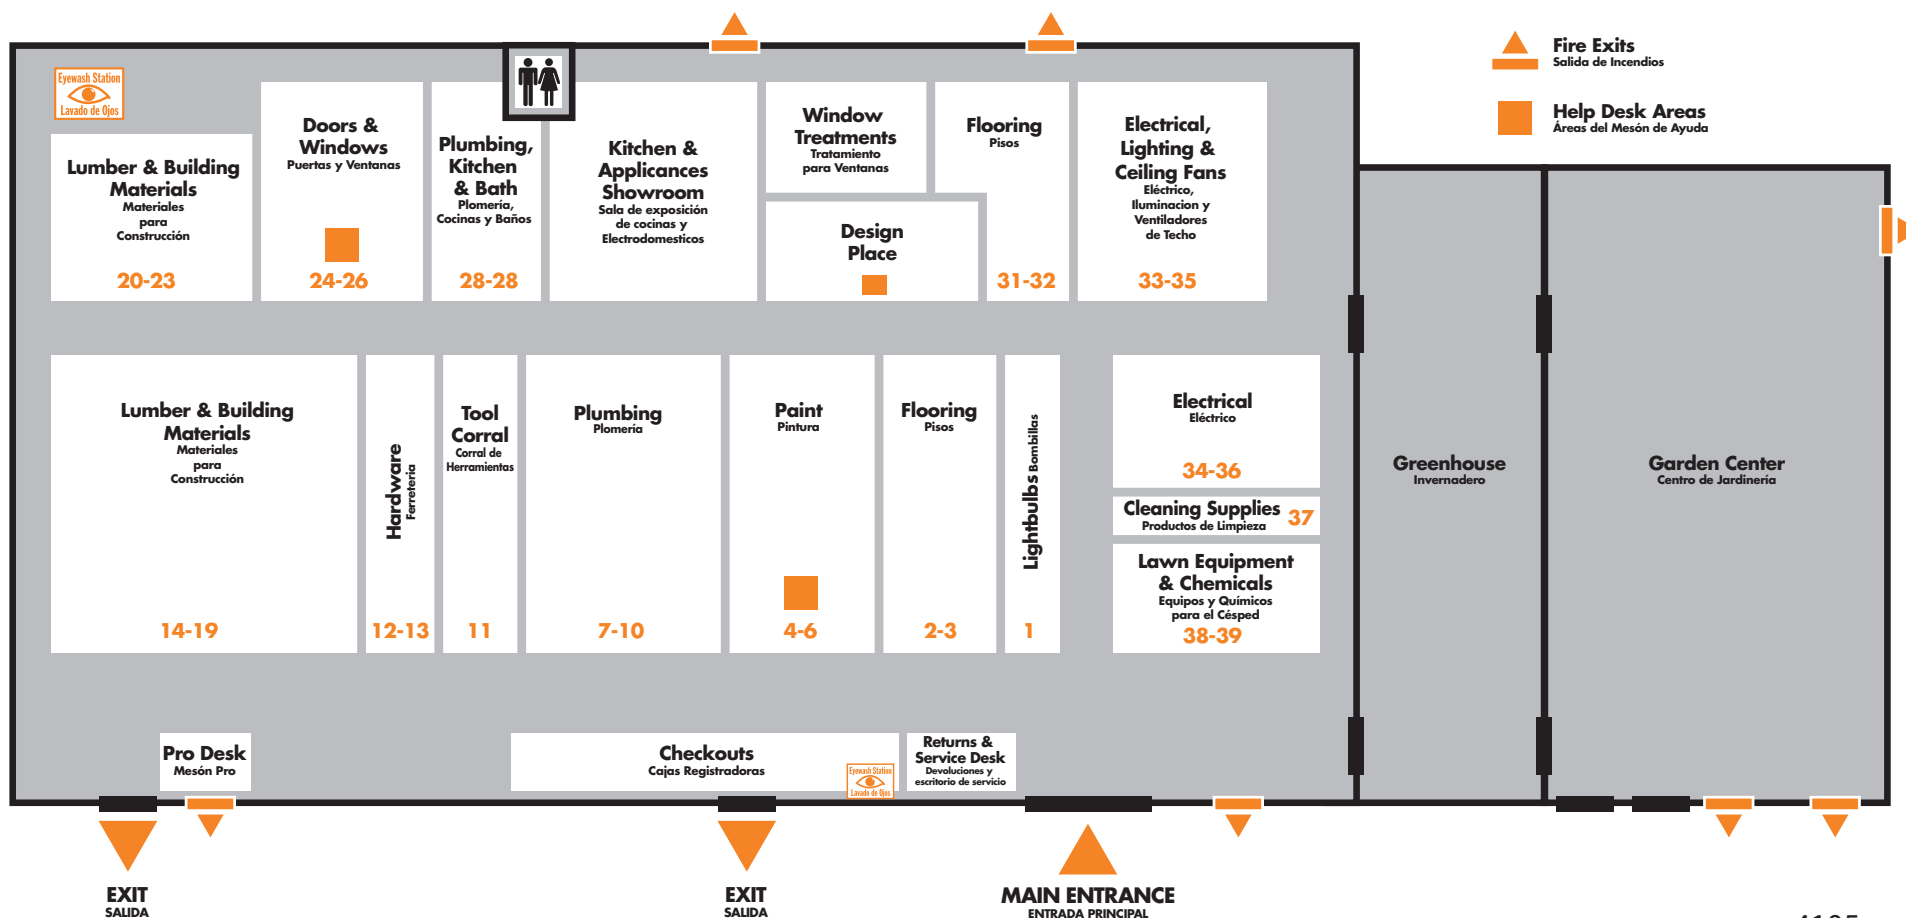 Fire Exits
Salida de Incendios
Help Desk Areas
Áreas del Mesón de Ayuda
Eyewash Station
Lavado de Ojos
Lumber & Building
Materials
Materiales
para
Construcción
20-23
Doors &
Windows
Puertas y Ventanas
24-26
Plumbing,
Kitchen
& Bath
Plomería,
Cocinas y Baños
28-28
Kitchen &
Applicances
Showroom
Sala de exposición
de cocinas y
Electrodomesticos
Window
Treatments
Tratamiento
para Ventanas
Design
Place
Flooring
Pisos
31-32
Electrical,
Lighting &
Ceiling Fans
Eléctrico,
Iluminacion y
Ventiladores
de Techo
33-35
Lumber & Building
Materials
Materiales
para
Construcción
14-19
Hardware
Ferreteria
12-13
Tool
Corral
Corral de
Herramientas
11
Plumbing
Plomería
7-10
Paint
Pintura
4-6
Flooring
Pisos
2-3
Lightbulbs Bombillas
1
Electrical
Eléctrico
34-36
Cleaning Supplies
Productos de Limpieza
37
Lawn Equipment
& Chemicals
Equipos y Químicos
para el Césped
38-39
Greenhouse
Invernadero
Garden Center
Centro de Jardinería
Pro Desk
Mesón Pro
Checkouts
Cajas Registradoras
Eyewash Station
Lavado de Ojos
Returns &
Service Desk
Devoluciones y
escritorio de servicio
EXIT
SALIDA
EXIT
SALIDA
MAIN ENTRANCE
ENTRADA PRINCIPAL